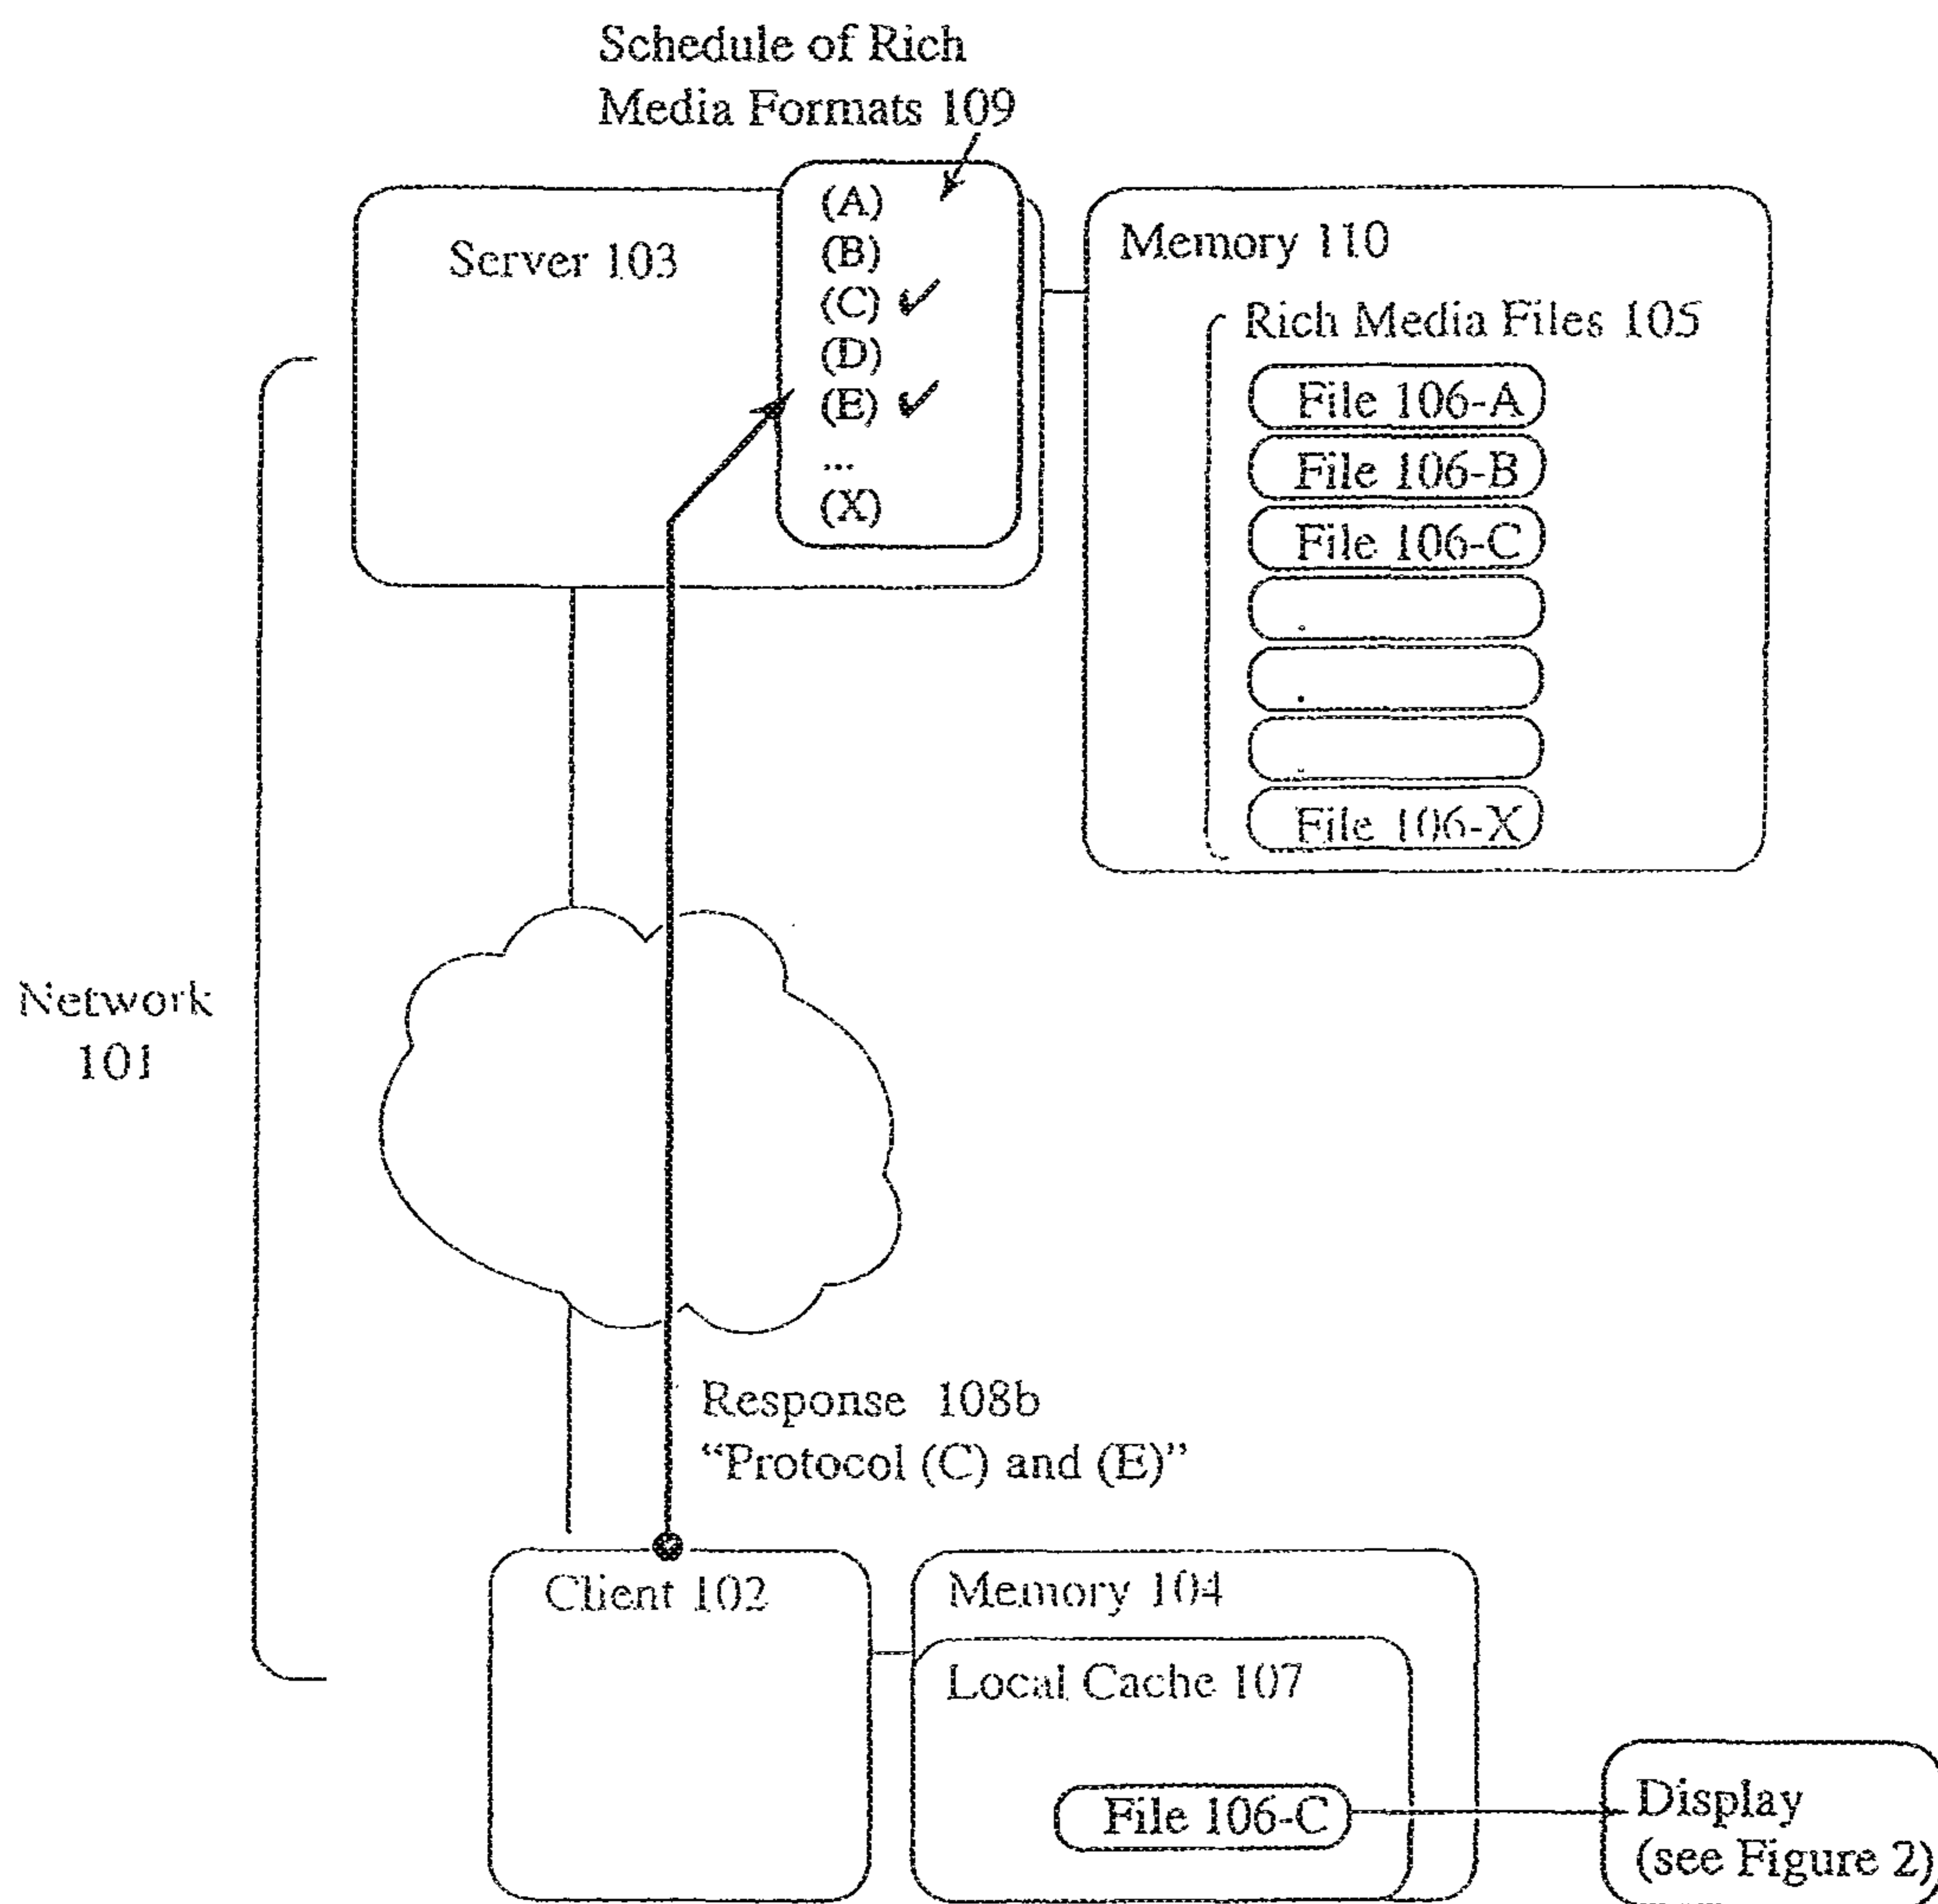 Schedule of Rich
Media Formats 109
Server 103
(A)
(B)
(C) ✓
(D)
(E) ✓
...
(X)
Memory 110
Rich Media Files 105
File 106-A
File 106-B
File 106-C
.
.
.
File 106-X
Network
101
Response 108b
“Protocol (C) and (E)”
Client 102
Memory 104
Local Cache 107
File 106-C
Display
(see Figure 2)